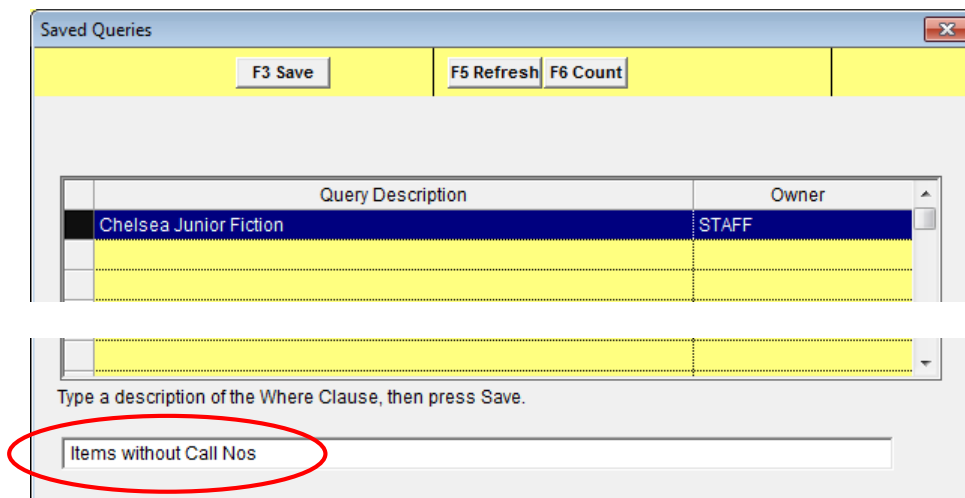 Saved Queries
F3 Save F5 Refresh F6 Count
Query Description Owner
Chelsea Junior Fiction STAFF
Type a description of the Where Clause, then press Save.
Items without Call Nos